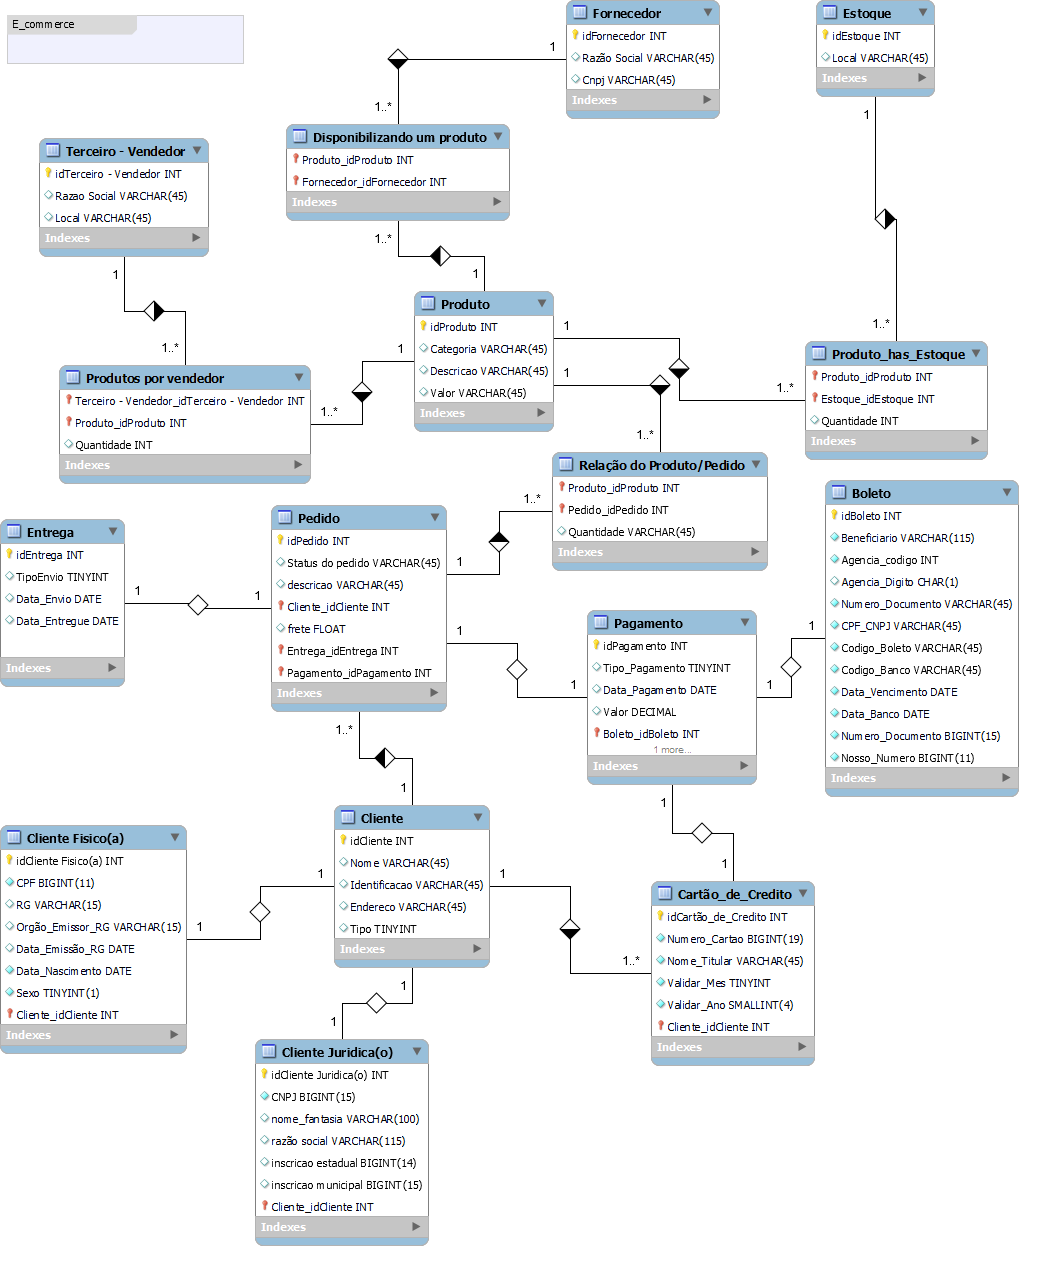 E_commerce
Fornecedor
idFornecedor INT
Razão Social VARCHAR(45)
Cnpj VARCHAR(45)
Indexes
Estoque
idEstoque INT
Local VARCHAR(45)
Indexes
1
1..*
1
1..*
Disponibilizando um produto
Produto_idProduto INT
Fornecedor_idFornecedor INT
Indexes
1..*
1
Terceiro - Vendedor
idTerceiro - Vendedor INT
Razao Social VARCHAR(45)
Local VARCHAR(45)
Indexes
1
1..*
Produto
idProduto INT
Categoria VARCHAR(45)
Descricao VARCHAR(45)
Valor VARCHAR(45)
Indexes
1
1..*
1
1..*
1
1..*
Produto_has_Estoque
Produto_idProduto INT
Estoque_idEstoque INT
Quantidade INT
Indexes
Produtos por vendedor
Terceiro - Vendedor_idTerceiro - Vendedor INT
Produto_idProduto INT
Quantidade INT
Indexes
Relação do Produto/Pedido
Produto_idProduto INT
Pedido_idPedido INT
Quantidade VARCHAR(45)
Indexes
1..*
1
Boleto
idBoleto INT
Beneficiario VARCHAR(115)
Agencia_codigo INT
Agencia_Digito CHAR(1)
Numero_Documento VARCHAR(45)
CPF_CNPJ VARCHAR(45)
Codigo_Boleto VARCHAR(45)
Codigo_Banco VARCHAR(45)
Data_Vencimento DATE
Data_Banco DATE
Numero_Documento BIGINT(15)
Nosso_Numero BIGINT(11)
Indexes
Entrega
idEntrega INT
TipoEnvio TINYINT
Data_Envio DATE
Data_Entregue DATE
Indexes
1
1
Pedido
idPedido INT
Status do pedido VARCHAR(45)
descricao VARCHAR(45)
Cliente_idCliente INT
frete FLOAT
Entrega_idEntrega INT
Pagamento_idPagamento INT
Indexes
1
1
Pagamento
idPagamento INT
Tipo_Pagamento TINYINT
Data_Pagamento DATE
Valor DECIMAL
Boleto_idBoleto INT
1 more...
Indexes
1
1
1..*
1
1
1
Cliente
idCliente INT
Nome VARCHAR(45)
Identificacao VARCHAR(45)
Endereco VARCHAR(45)
Tipo TINYINT
Indexes
1
1
1
1..*
1
1
Cliente Fisico(a)
idCliente Fisico(a) INT
CPF BIGINT(11)
RG VARCHAR(15)
Orgão_Emissor_RG VARCHAR(15)
Data_Emissão_RG DATE
Data_Nascimento DATE
Sexo TINYINT(1)
Cliente_idCliente INT
Indexes
Cartão_de_Credito
idCartão_de_Credito INT
Numero_Cartao BIGINT(19)
Nome_Titular VARCHAR(45)
Validar_Mes TINYINT
Validar_Ano SMALLINT(4)
Cliente_idCliente INT
Indexes
Cliente Juridica(o)
idCliente Juridica(o) INT
CNPJ BIGINT(15)
nome_fantasia VARCHAR(100)
razão social VARCHAR(115)
inscricao estadual BIGINT(14)
inscricao municipal BIGINT(15)
Cliente_idCliente INT
Indexes